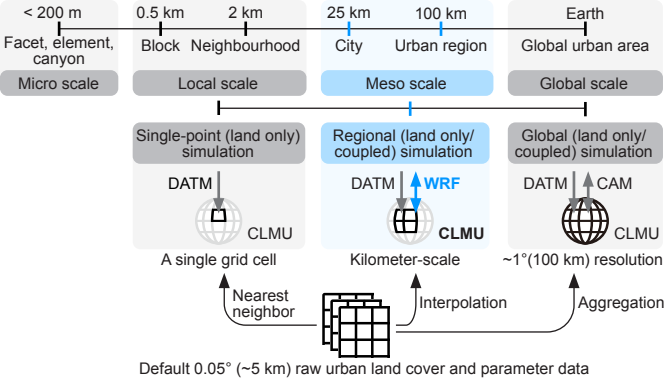 < 200 m
0.5 km
2 km
25 km
100 km
Earth
Facet, element,
canyon
Block
Neighbourhood
City
Urban region
Global urban area
Micro scale
Local scale
Meso scale
Global scale
Single-point (land only)
simulation
Regional (land only/
coupled) simulation
Global (land only/
coupled) simulation
DATM
DATM
WRF
DATM
CAM
CLMU
CLMU
CLMU
A single grid cell
Kilometer-scale
~1°(100 km) resolution
Nearest
neighbor
Interpolation
Aggregation
Default 0.05° (~5 km) raw urban land cover and parameter data